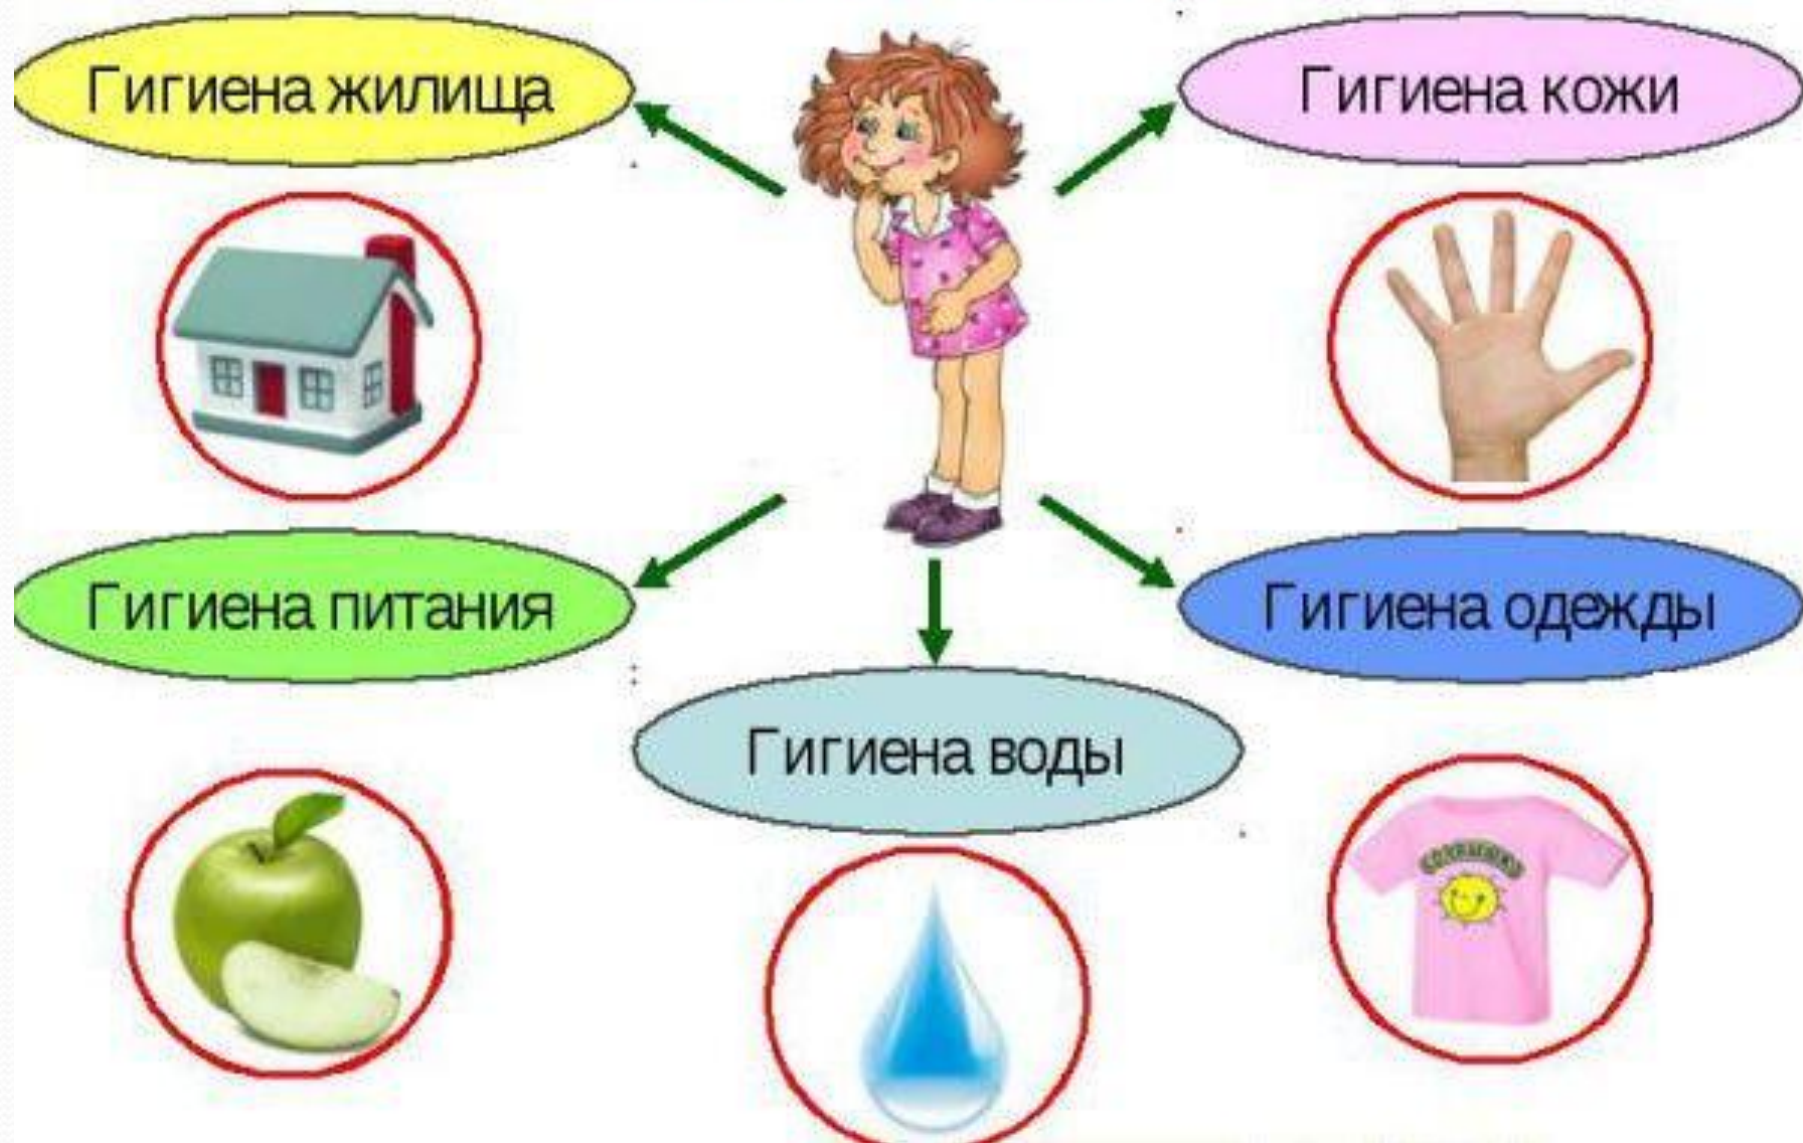 Гигиена жилища
Гигиена кожи
Гигиена питания
Гигиена одежды
Гигиена воды